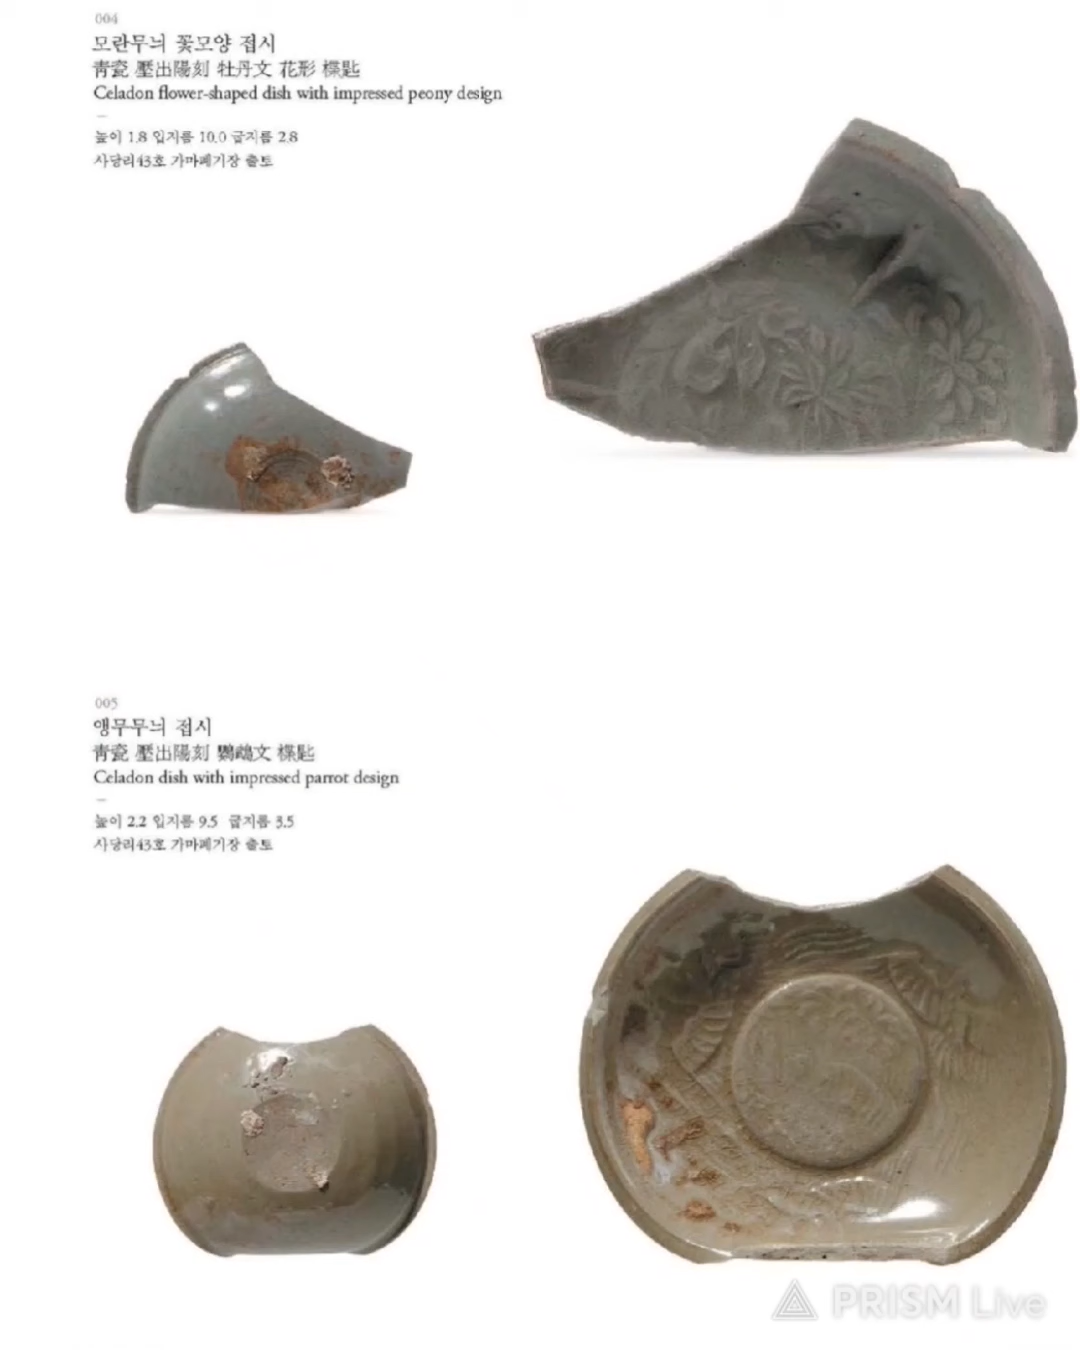 004
모란무늬 꽃모양 접시
靑瓷 壓出陽刻 牡丹文 花形 楪匙
Celadon flower-shaped dish with impressed peony design
높이 1.8 입지름 10.0 굽지름 2.8
사당리43호 가마폐기장 출토
005
앵무무늬 접시
靑瓷 壓出陽刻 鸚鵡文 楪匙
Celadon dish with impressed parrot design
높이 2.2 입지름 9.5 굽지름 3.5
사당리43호 가마폐기장 출토
PRISM Live